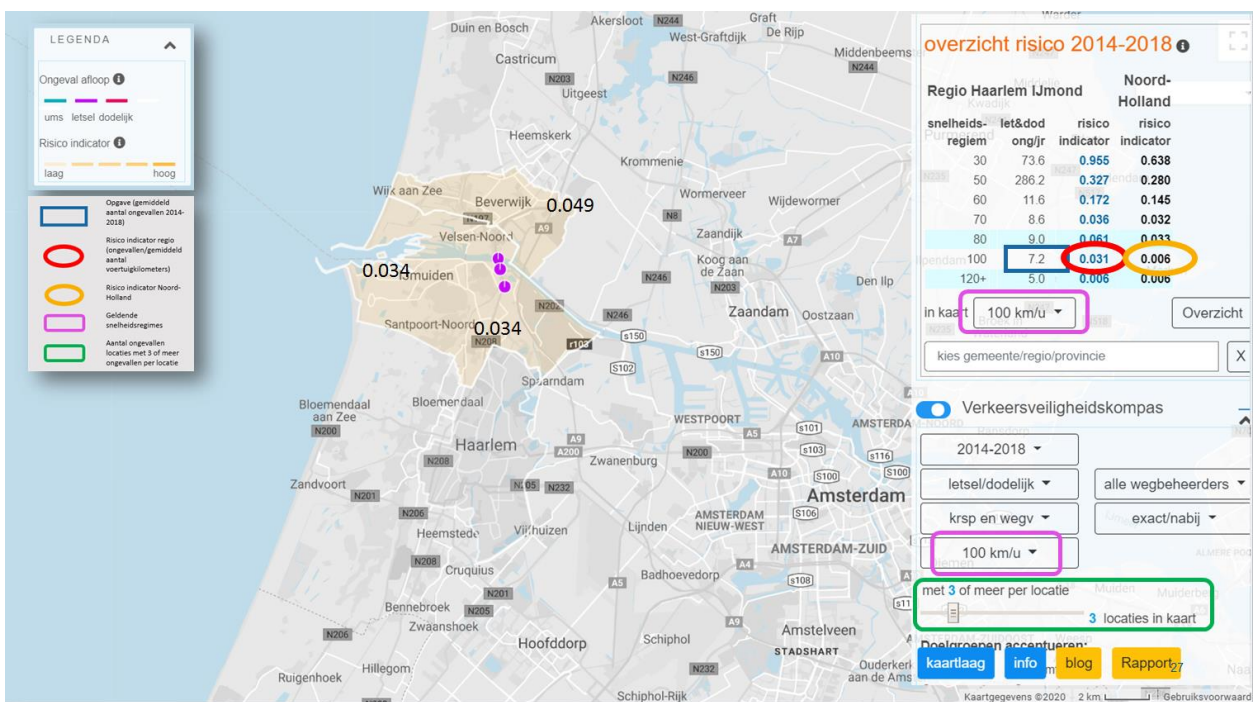 LEGENDA
Ongeval afloop
ums letsel dodelijk
Risico indicator
laag hoog
Opgave (gemiddeld
aantal ongevallen 2014-
2018)
Risico indicator regio
(ongevallen/gemiddeld
aantal
voertuigkilometers)
Risico indicator Noord-
Holland
Geldende
snelheidsregimes
Aantal ongevallen
locaties met 3 of meer
ongevallen per locatie
Duin en Bosch
Akersloot N244 Graft
De Rijp
West-Graftdijk
Middenbeems
N244
Castricum
N203
N246
Uitgeest
Heemskerk
Krommenie
Wijk aan Zee
Beverwijk 0.049
Wormerveer
Wijdewormer
N197
A9
N8
Velsen-Noord
Zaandijk
A7
Koog aan
de Zaan
0.034 muiden
N246
N203
Den Ilp
N202
Zaandam
Oostzaan
N246
Santpoort-Noord 0.034
N208
s150
s150
A10
S102
Spaarndam
Bloemendaal
aan Zee
N200
Bloemendaal
WESTPOORT
A5
s101
AMSTERDAM-NOORD
Haarlem
A9
A200
N200
s103
s116
N208
Zwanenburg
A10
S100
S100
Zandvoort
N201
N205
N232
Amsterdam
N206
Heemstede
Vijfhuizen
Lijnden
AMSTERDAM
NIEUW-WEST
S106
AMSTERDAM-ZUID
N208
Cruquius
A4
Badhoevedorp
s108
A5
N201
Bennebroek
N205
Zwaanshoek
N206
Hoofddorp
Schiphol
A9
Amstelveen
STADSHART
Hillegom
Ruigenhoek
N232
Ouderker
aan de Ams
Schiphol-Rijk
overzicht risico 2014-2018
Regio Haarlem IJmond Noord-
Holland
snelheids- let&dod risico risico
regiem ong/jr indicator indicator
30 73.6 0.955 0.638
50 286.2 0.327 0.280
60 11.6 0.172 0.145
70 8.6 0.036 0.032
80 9.0 0.061 0.033
100 7.2 0.031 0.006
120+ 5.0 0.006 0.006
in kaart 100 km/u Overzicht
kies gemeente/regio/provincie X
Verkeersveiligheidskompas
2014-2018
letsel/dodelijk alle wegbeheerders
krsp en wegv exact/nabij
100 km/u
met 3 of meer per locatie
3 locaties in kaart
Doelgroepen accentueren:
kaartlaag info blog Rapport 27
Kaartgegevens ©2020 2 km Gebruiksvoorwaard